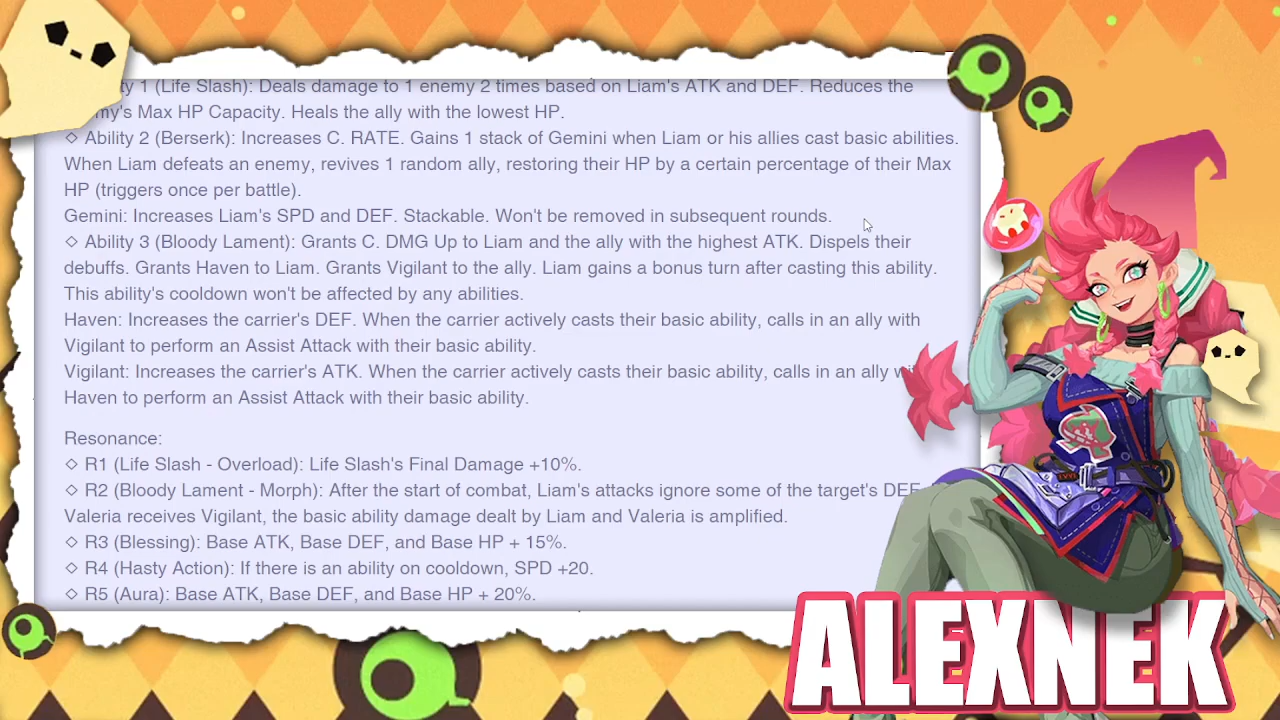 1 (Life Slash): Deals damage to 1 enemy 2 times based on Liam's ATK and DEF. Reduces the
Max HP Capacity. Heals the ally with the lowest HP.
◇ Ability 2 (Berserk): Increases C. RATE. Gains 1 stack of Gemini when Liam or his allies cast basic abilities.
When Liam defeats an enemy, revives 1 random ally, restoring their HP by a certain percentage of their Max
HP (triggers once per battle).
Gemini: Increases Liam's SPD and DEF. Stackable. Won't be removed in subsequent rounds.
◇ Ability 3 (Bloody Lament): Grants C. DMG Up to Liam and the ally with the highest ATK. Dispels their
debuffs. Grants Haven to Liam. Grants Vigilant to the ally. Liam gains a bonus turn after casting this ability.
This ability's cooldown won't be affected by any abilities.
Haven: Increases the carrier's DEF. When the carrier actively casts their basic ability, calls in an ally with
Vigilant to perform an Assist Attack with their basic ability.
Vigilant: Increases the carrier's ATK. When the carrier actively casts their basic ability, calls in an ally
Haven to perform an Assist Attack with their basic ability.
Resonance:
◇ R1 (Life Slash - Overload): Life Slash's Final Damage +10%.
◇ R2 (Bloody Lament - Morph): After the start of combat, Liam's attacks ignore some of the target's DEF.
Valeria receives Vigilant, the basic ability damage dealt by Liam and Valeria is amplified.
◇ R3 (Blessing): Base ATK, Base DEF, and Base HP + 15%.
◇ R4 (Hasty Action): If there is an ability on cooldown, SPD +20.
◇ R5 (Aura): Base ATK, Base DEF, and Base HP + 20%.
ALEXNEK